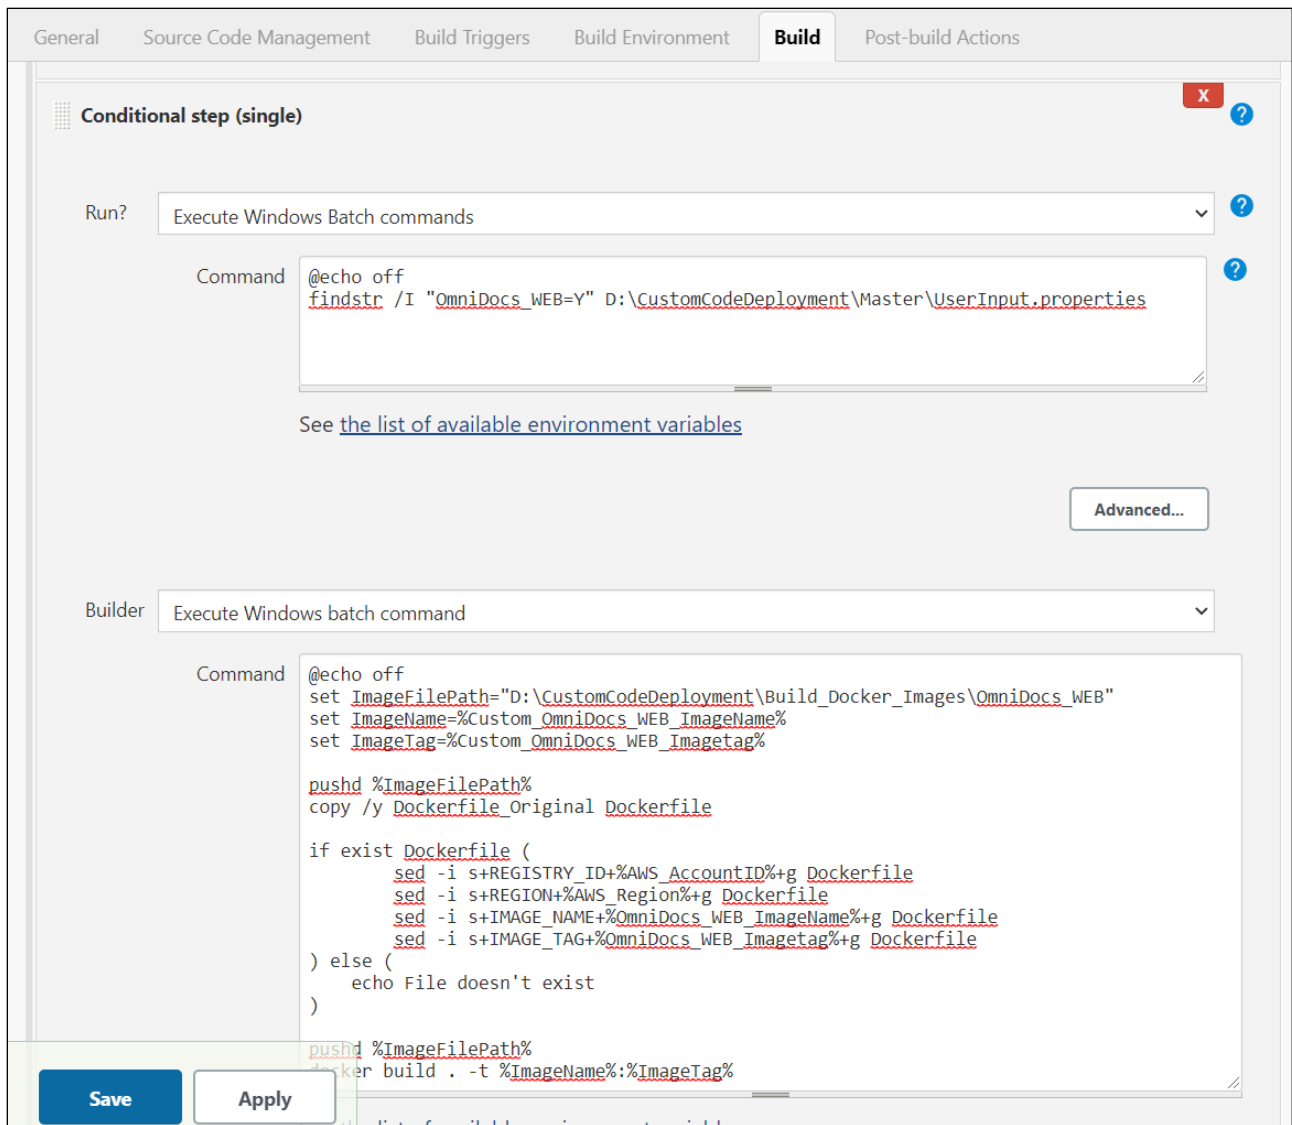 General Source Code Management Build Triggers Build Environment Build Post-build Actions
X
Conditional step (single)
?
Run? Execute Windows Batch commands ?
Command @echo off ?
findstr /I "OmniDocs_WEB=Y" D:\CustomCodeDeployment\Master\UserInput.properties
See the list of available environment variables
Advanced...
Builder Execute Windows batch command
Command @echo off
set ImageFilePath="D:\CustomCodeDeployment\Build_Docker_Images\OmniDocs_WEB"
set ImageName=%Custom_OmniDocs_WEB_ImageName%
set ImageTag=%Custom_OmniDocs_WEB_Imagetag%
pushd %ImageFilePath%
copy /y Dockerfile_Original Dockerfile
if exist Dockerfile (
sed -i s+REGISTRY_ID+%AWS_AccountID%+g Dockerfile
sed -i s+REGION+%AWS_Region%+g Dockerfile
sed -i s+IMAGE_NAME+%OmniDocs_WEB_ImageName%+g Dockerfile
sed -i s+IMAGE_TAG+%OmniDocs_WEB_Imagetag%+g Dockerfile
) else (
echo File doesn't exist
)
pushd %ImageFilePath%
docker build . -t %ImageName%:%ImageTag%
Save Apply